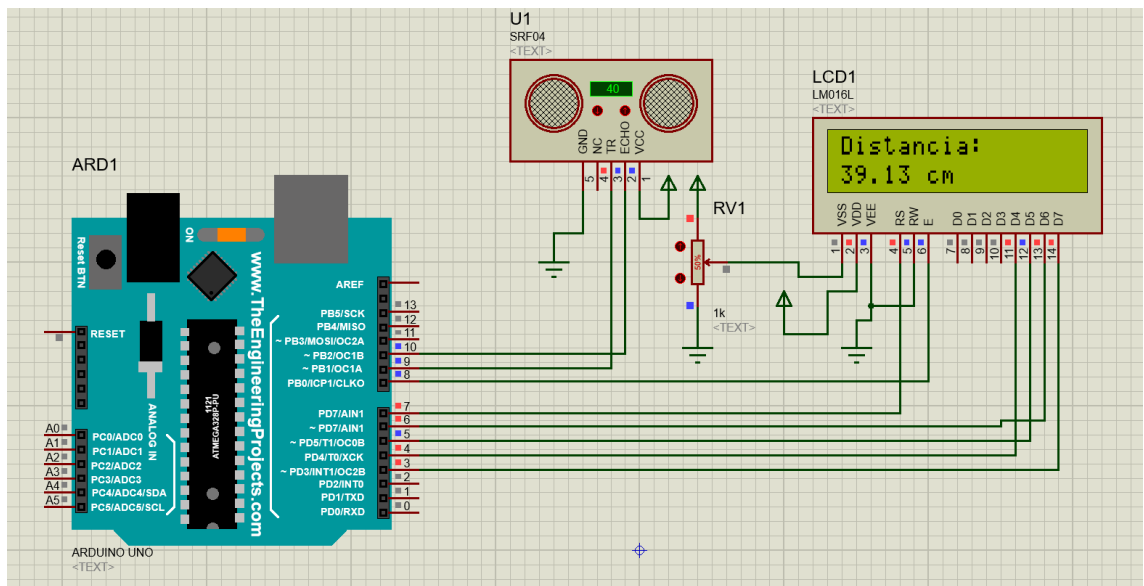 U1
SRF04
<TEXT>
40
GND
NC
TR
ECHO
VCC
5
4
3
2
1
LCD1
LM016L
<TEXT>
Distancia:
39.13 cm
VSS
VDD
VEE
RS
RW
E
D0
D1
D2
D3
D4
D5
D6
D7
1
2
3
4
5
6
7
8
9
10
11
12
13
14
RV1
50%
1k
<TEXT>
ARD1
Reset BTN
ON
www.TheEngineeringProjects.com
1121
ATMEGA328P-PU
ANALOG IN
RESET
AREF
PB5/SCK 13
PB4/MISO 12
~ PB3/MOSI/OC2A 11
~ PB2/OC1B 10
~ PB1/OC1A 9
PB0/ICP1/CLKO 8
PD7/AIN1 7
~ PD7/AIN1 6
~ PD5/T1/OC0B 5
PD4/T0/XCK 4
~ PD3/INT1/OC2B 3
PD2/INT0 2
PD1/TXD 1
PD0/RXD 0
A0 PC0/ADC0
A1 PC1/ADC1
A2 PC2/ADC2
A3 PC3/ADC3
A4 PC4/ADC4/SDA
A5 PC5/ADC5/SCL
ARDUINO UNO
<TEXT>